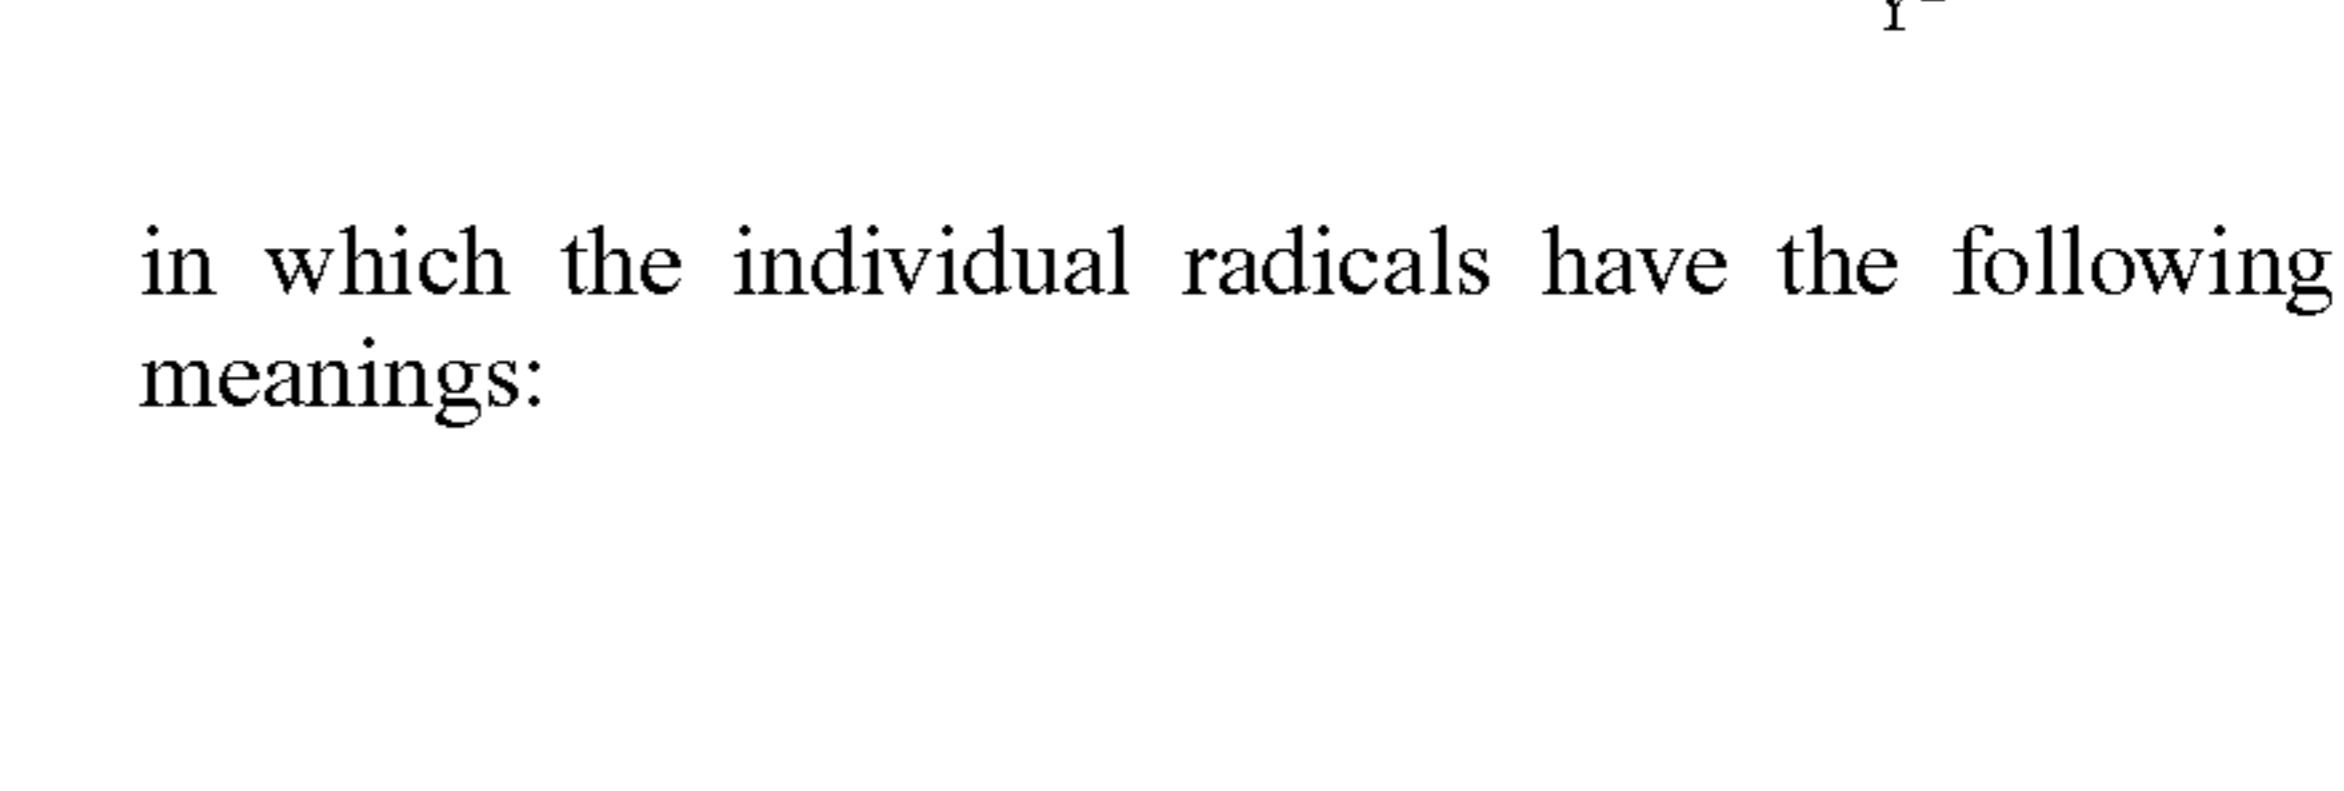 in which the individual radicals have the following
meanings: